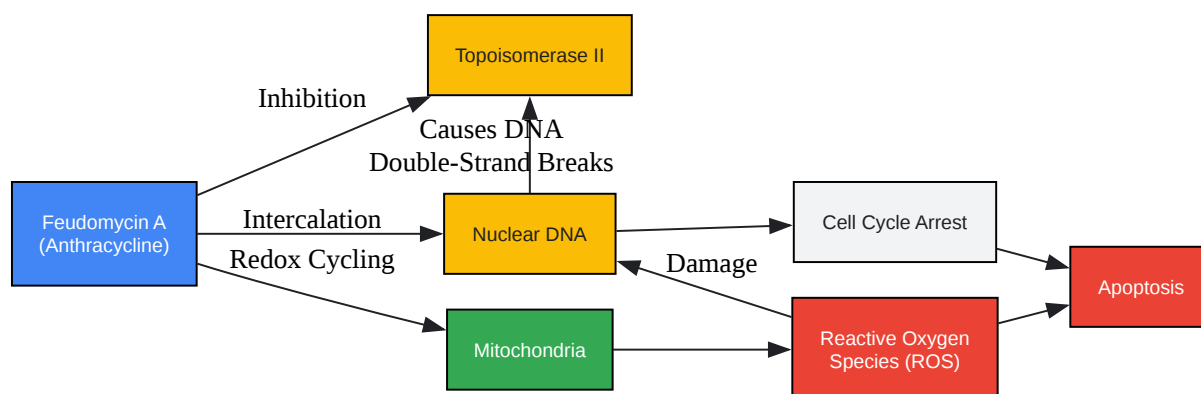 Topoisomerase II
Inhibition
Causes DNA
Double-Strand Breaks
Feudomycin A
(Anthracycline)
Intercalation
Nuclear DNA
Cell Cycle Arrest
Redox Cycling
Damage
Apoptosis
Mitochondria
Reactive Oxygen
Species (ROS)